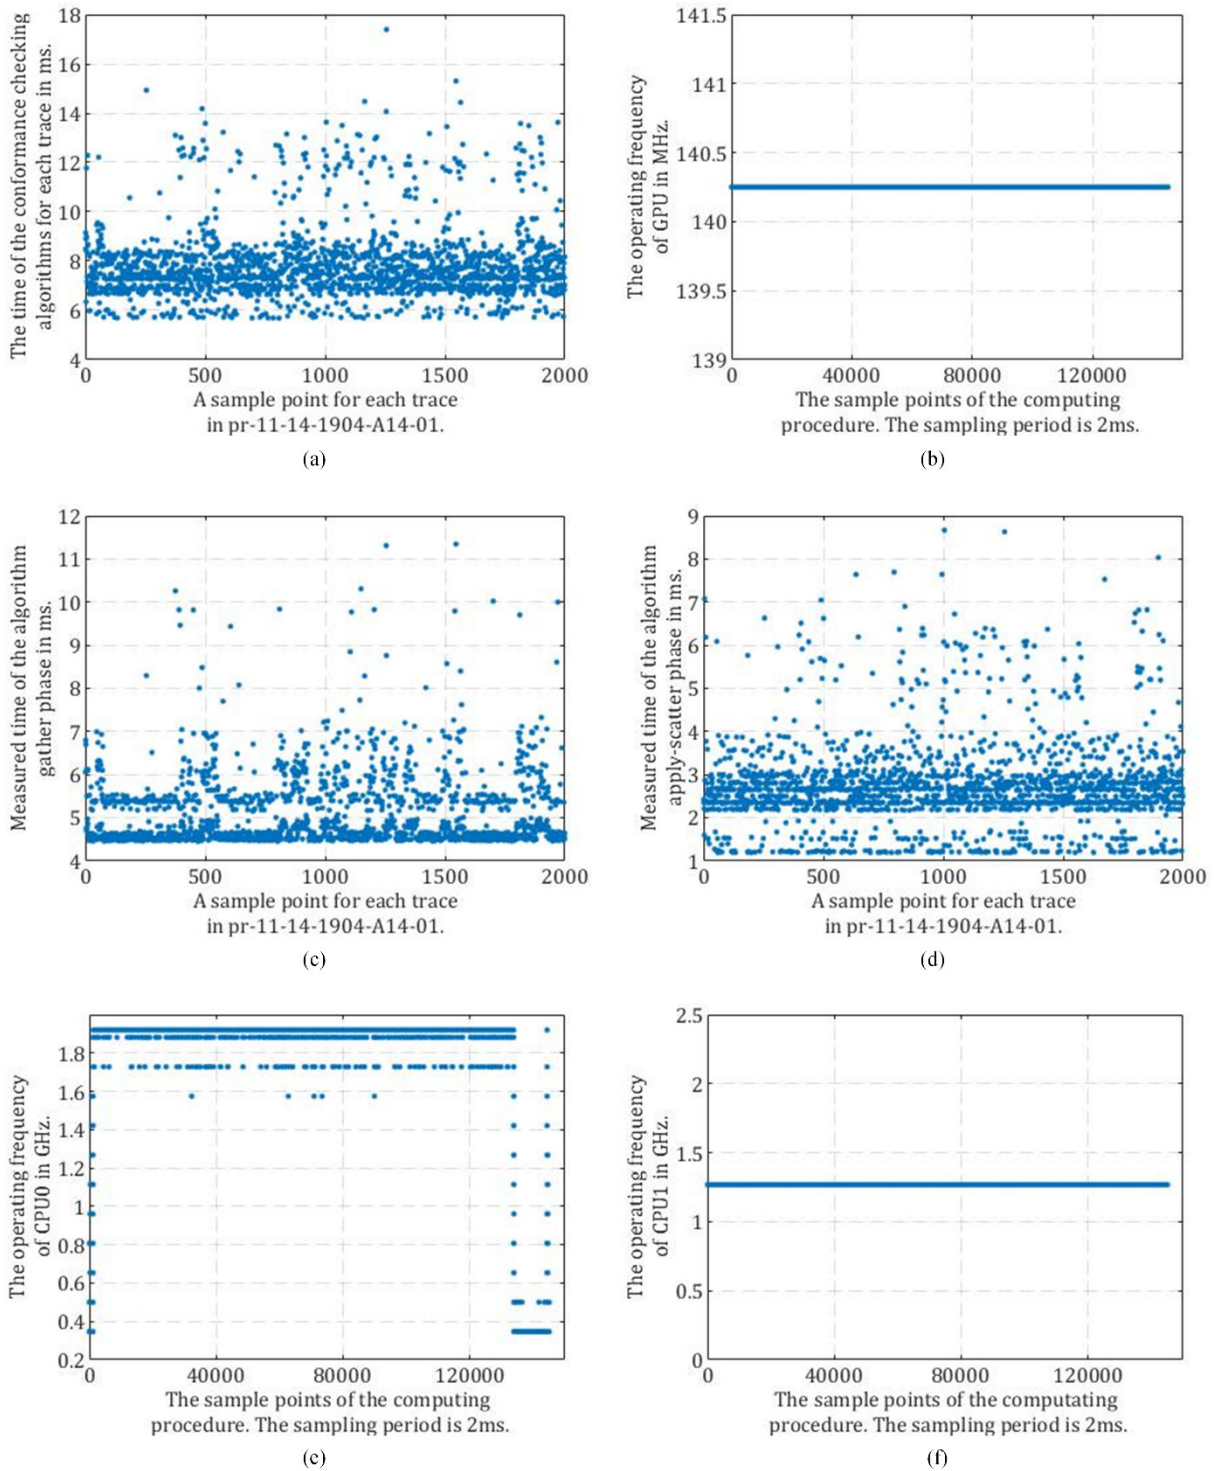 The time of the conformance checking
algorithms for each trace in ms.
18
16
14
12
10
8
6
4
0 500 1000 1500 2000
A sample point for each trace
in pr-11-14-1904-A14-01.
(a)
The operating frequency
of GPU in MHz.
141.5
141
140.5
140
139.5
139
0 40000 80000 120000
The sample points of the computing
procedure. The sampling period is 2ms.
(b)
Measured time of the algorithm
gather phase in ms.
12
11
10
9
8
7
6
5
4
0 500 1000 1500 2000
A sample point for each trace
in pr-11-14-1904-A14-01.
(c)
Measured time of the algorithm
apply-scatter phase in ms.
9
8
7
6
5
4
3
2
1
0 500 1000 1500 2000
A sample point for each trace
in pr-11-14-1904-A14-01.
(d)
The operating frequency
of CPU0 in GHz.
1.8
1.6
1.4
1.2
1
0.8
0.6
0.4
0.2
0 40000 80000 120000
The sample points of the computing
procedure. The sampling period is 2ms.
(e)
The operating frequency
of CPU1 in GHz.
2.5
2
1.5
1
0.5
0
0 40000 80000 120000
The sample points of the computating
procedure. The sampling period is 2ms.
(f)